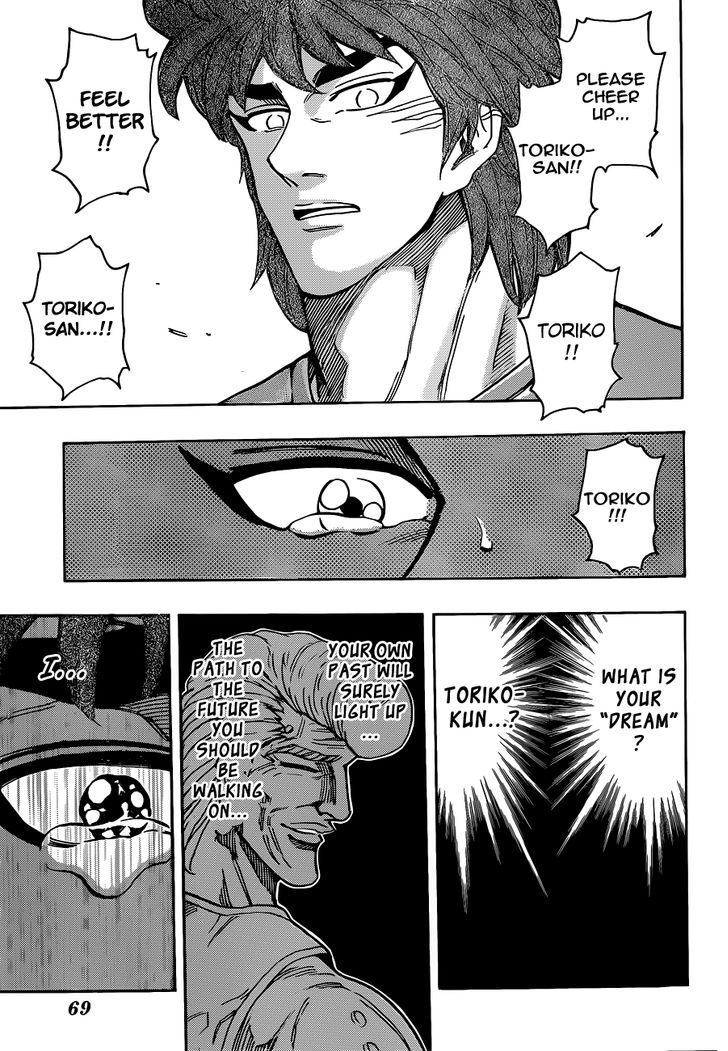 PLEASE
CHEER
UP...
TORIKO-
SAN!!
FEEL
BETTER
!!
TORIKO
!!
TORIKO-
SAN...!!
TORIKO
!!!
WHAT IS
YOUR
"DREAM"
?
TORIKO-
KUN...?
YOUR OWN
PAST WILL
SURELY
LIGHT UP
...
THE
PATH TO
THE
FUTURE
YOU
SHOULD
BE
WALKING
ON...
I...
69